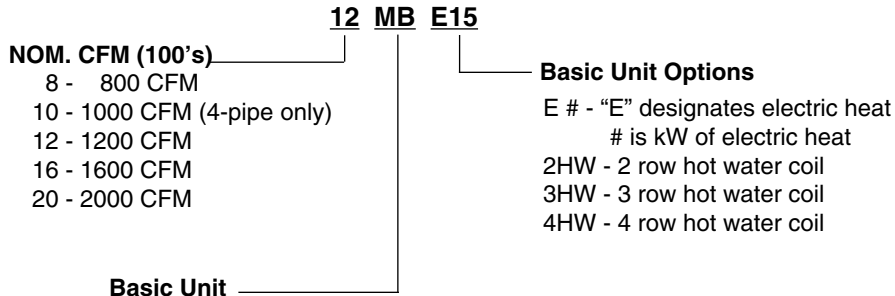 12 MB E15
NOM. CFM (100's)
8 - 800 CFM
10 - 1000 CFM (4-pipe only)
12 - 1200 CFM
16 - 1600 CFM
20 - 2000 CFM
Basic Unit Options
E # - “E” designates electric heat
# is kW of electric heat
2HW - 2 row hot water coil
3HW - 3 row hot water coil
4HW - 4 row hot water coil
Basic Unit